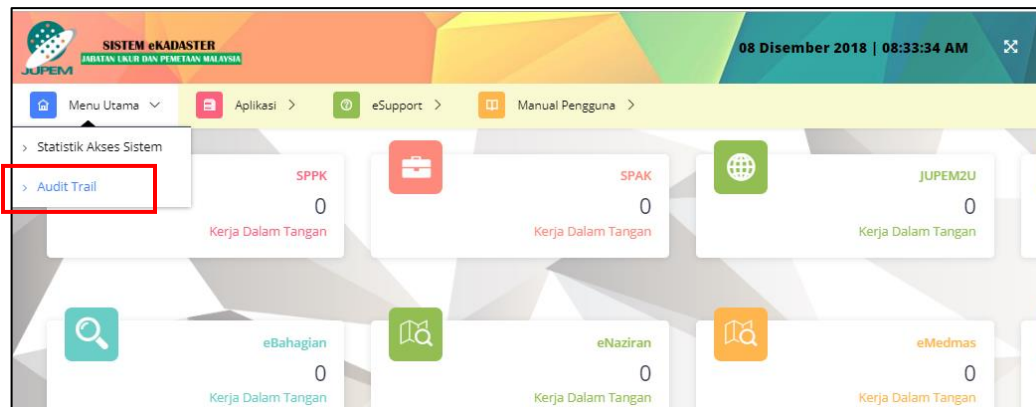 SISTEM eKADASTER
JABATAN UKUR DAN PEMETAAN MALAYSIA
JUPEM
08 Disember 2018 | 08:33:34 AM
Menu Utama
Aplikasi >
eSupport >
Manual Pengguna >
> Statistik Akses Sistem
> Audit Trail
SPPK
0
Kerja Dalam Tangan
SPAK
0
Kerja Dalam Tangan
JUPEM2U
0
Kerja Dalam Tangan
eBahagian
0
Kerja Dalam Tangan
eNaziran
0
Kerja Dalam Tangan
eMedmas
0
Kerja Dalam Tangan